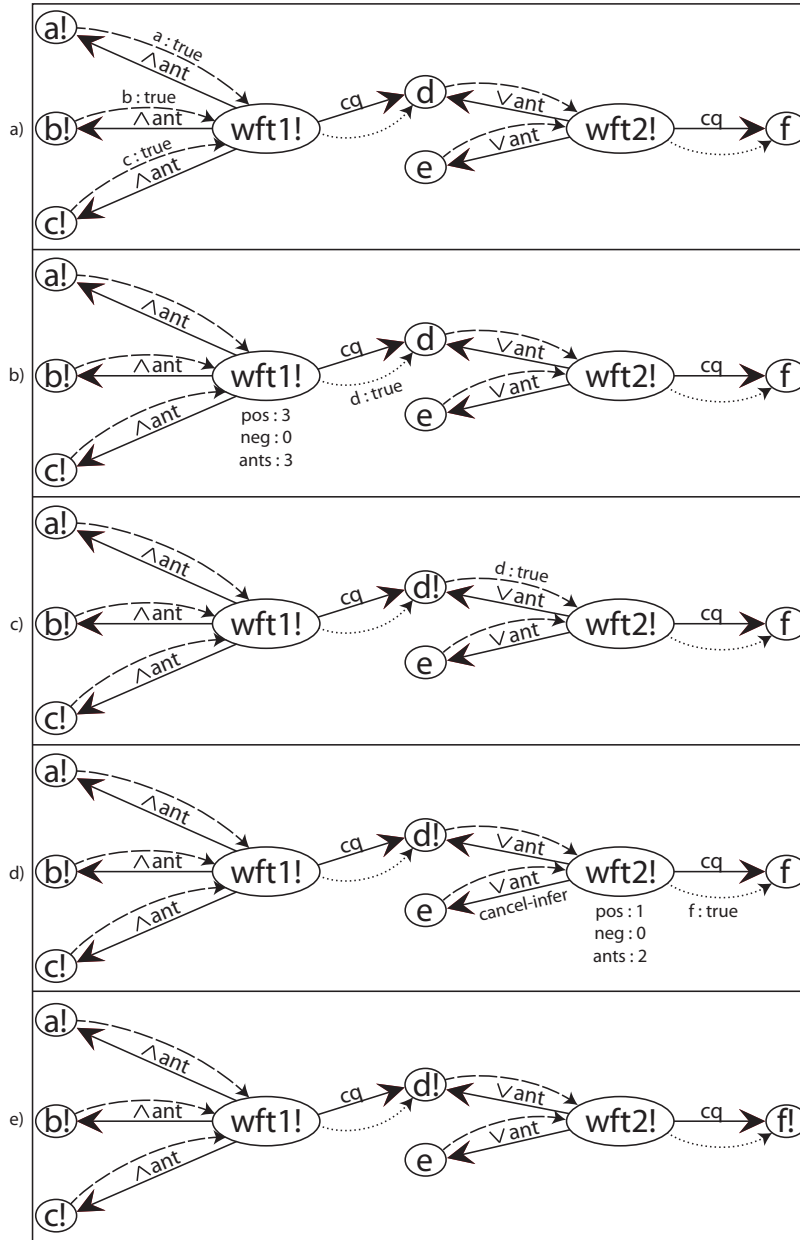 a)
a!
a : true
∧ant
b!
b : true
∧ant
c!
c : true
∧ant
wft1!
cq
d
∨ant
e
∨ant
wft2!
cq
f
b)
a!
∧ant
b!
∧ant
c!
∧ant
wft1!
pos : 3
neg : 0
ants : 3
cq
d : true
d
∨ant
e
∨ant
wft2!
cq
f
c)
a!
∧ant
b!
∧ant
c!
∧ant
wft1!
cq
d!
d : true
∨ant
e
∨ant
wft2!
cq
f
d)
a!
∧ant
b!
∧ant
c!
∧ant
wft1!
cq
d!
∨ant
e
∨ant
cancel-infer
wft2!
pos : 1
neg : 0
ants : 2
cq
f : true
f
e)
a!
∧ant
b!
∧ant
c!
∧ant
wft1!
cq
d!
∨ant
e
∨ant
wft2!
cq
f!